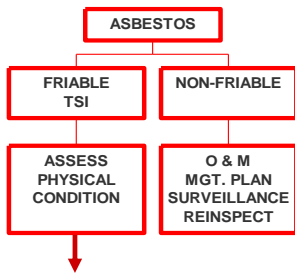 ASBESTOS
FRIABLE
TSI
NON-FRIABLE
ASSESS
PHYSICAL
CONDITION
O & M
MGT. PLAN
SURVEILLANCE
REINSPECT